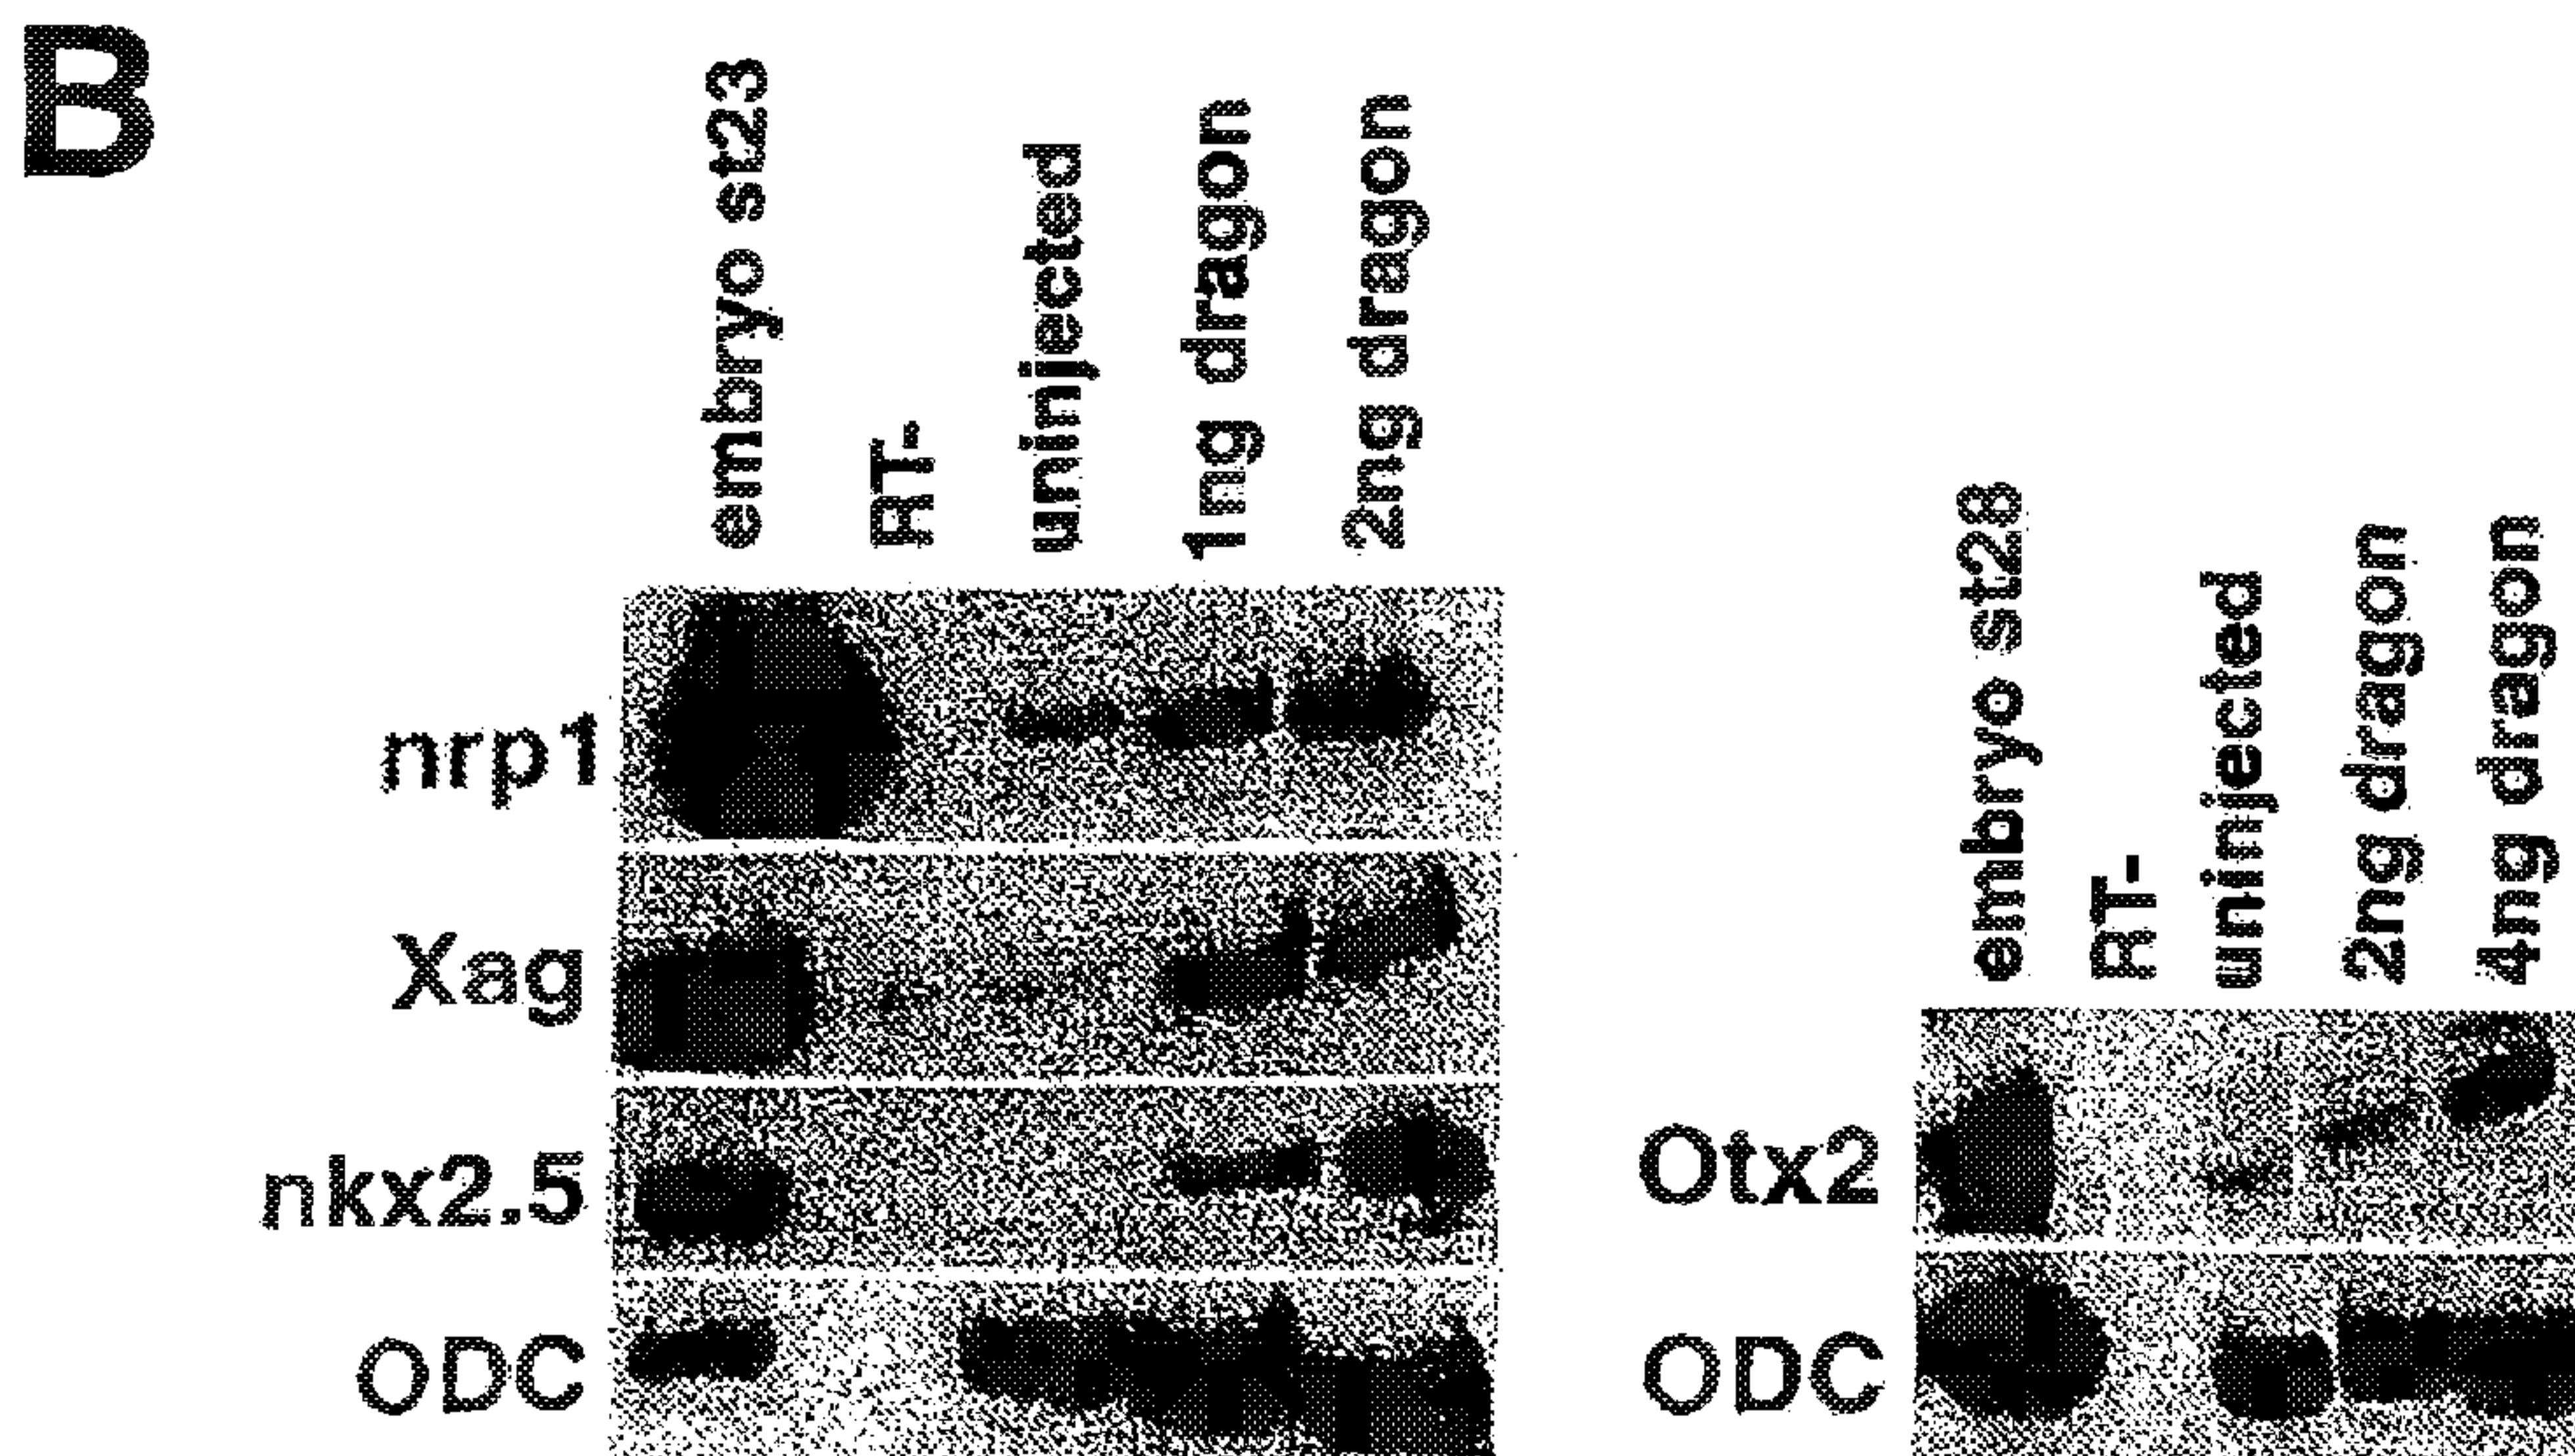 B
embryo st23
RT-
uninjected
1ng dragon
2ng dragon
nrp1
Xag
nkx2.5
ODC
embryo st28
RT-
uninjected
2ng dragon
4ng dragon
Otx2
ODC